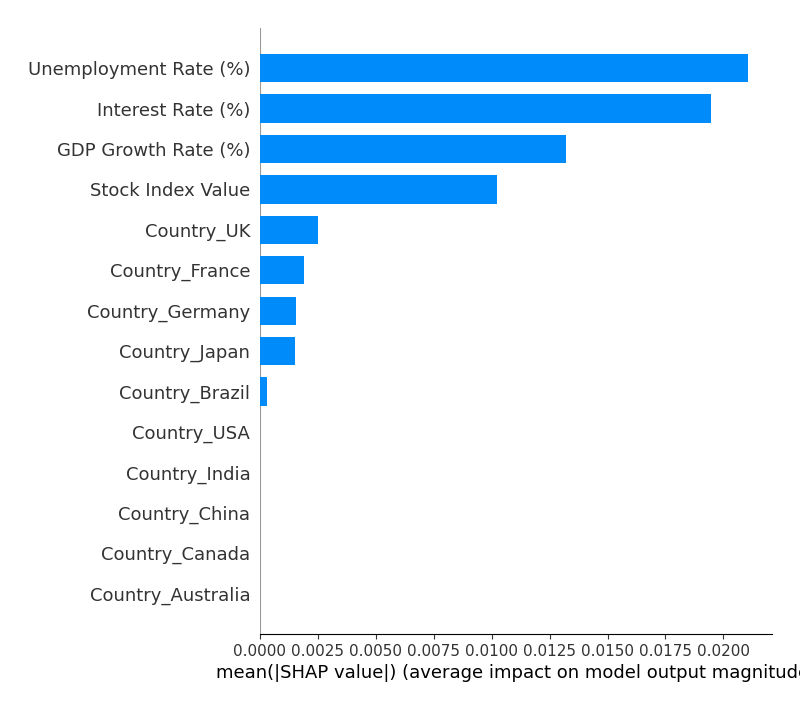 Unemployment Rate (%)
Interest Rate (%)
GDP Growth Rate (%)
Stock Index Value
Country_UK
Country_France
Country_Germany
Country_Japan
Country_Brazil
Country_USA
Country_India
Country_China
Country_Canada
Country_Australia
0.0000 0.0025 0.0050 0.0075 0.0100 0.0125 0.0150 0.0175 0.0200
mean(|SHAP value|) (average impact on model output magnitude